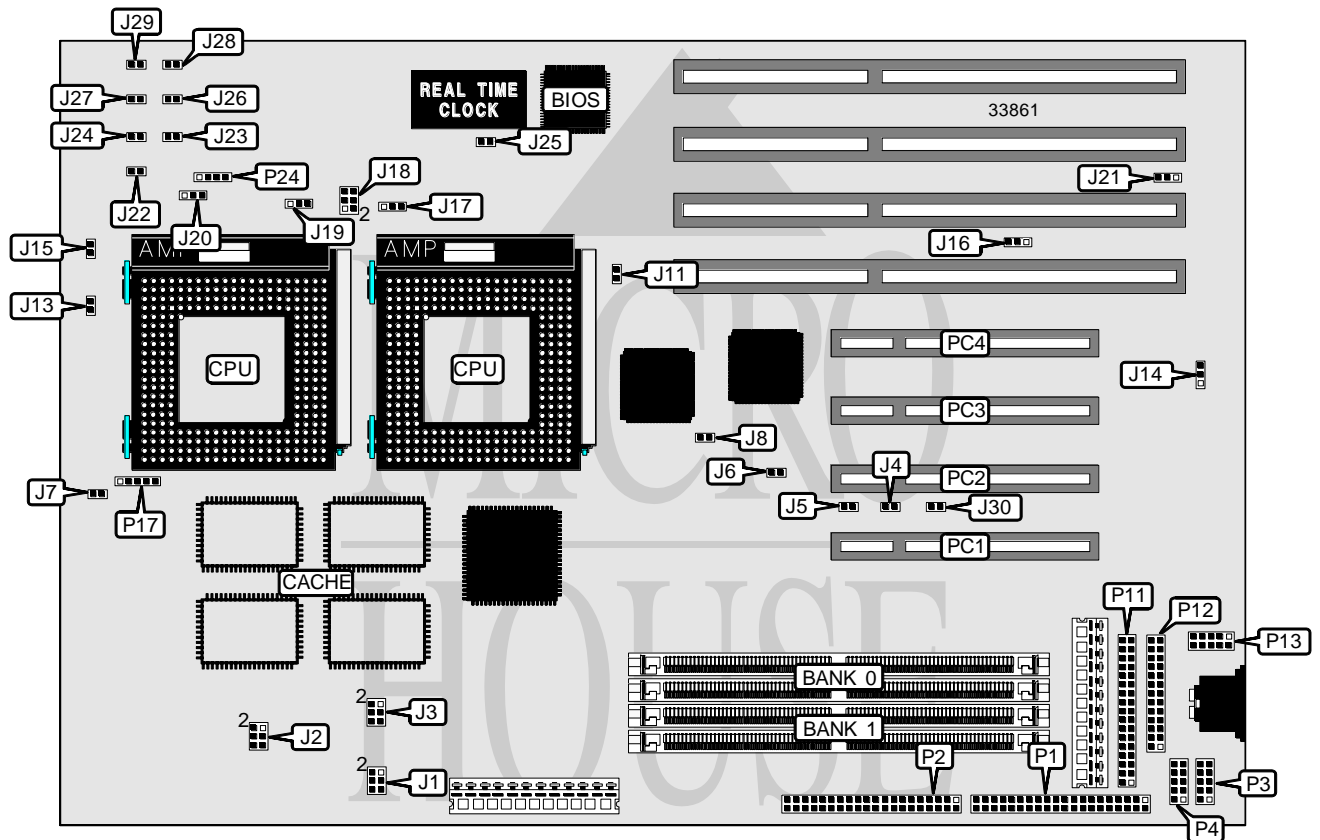 J29
J28
J27
J26
J24
J23
REAL TIME
CLOCK
BIOS
33861
J25
J22
P24
J18
2
J21
J20
J19
J17
J16
J15
AMP
AMP
J11
J13
CPU
CPU
PC4
J14
PC3
J8
J6
J4
PC2
J7
J5
J30
P17
PC1
CACHE
P11
P12
P13
BANK 0
2
J3
2
J2
BANK 1
2
J1
P2
P1
P3
P4
MICRO
HOUSE